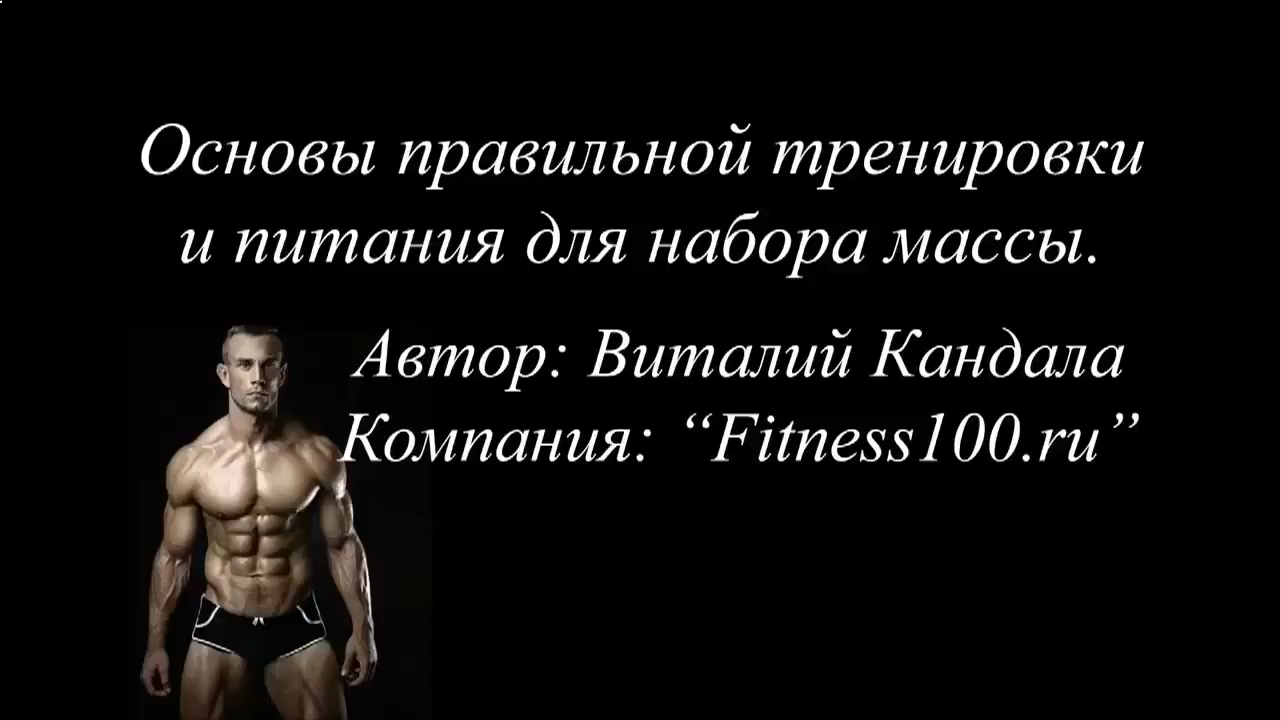 Основы правильной тренировки
и питания для набора массы.
Автор: Виталий Кандала
Компания: “Fitness100.ru”